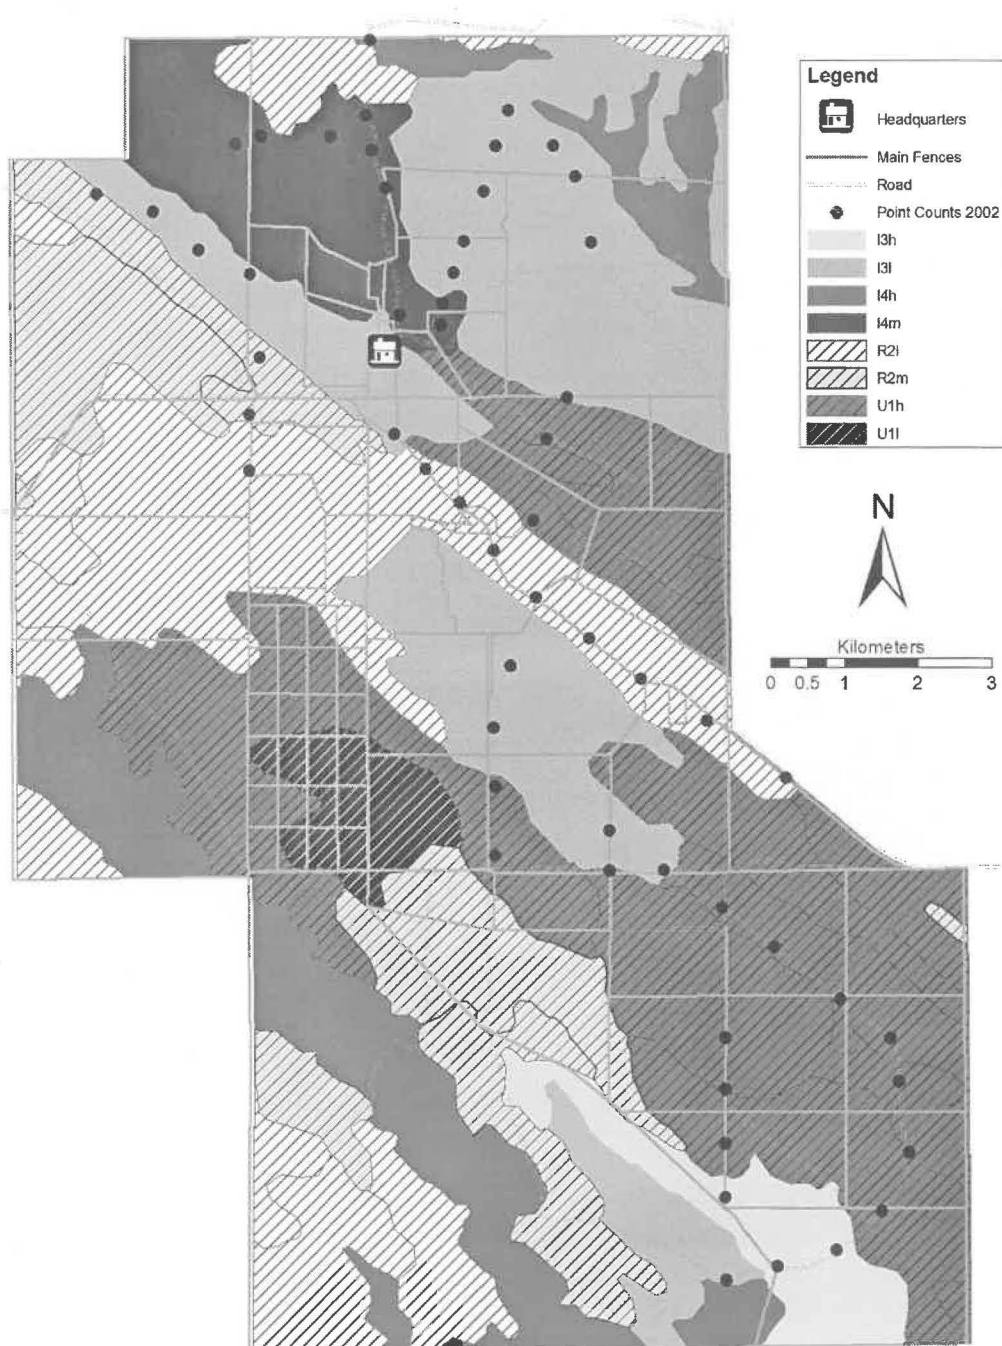 Legend
Headquarters
Main Fences
Road
Point Counts 2002
I3h
I3l
I4h
I4m
R2l
R2m
U1h
U1l
N
Kilometers
0 0.5 1 2 3